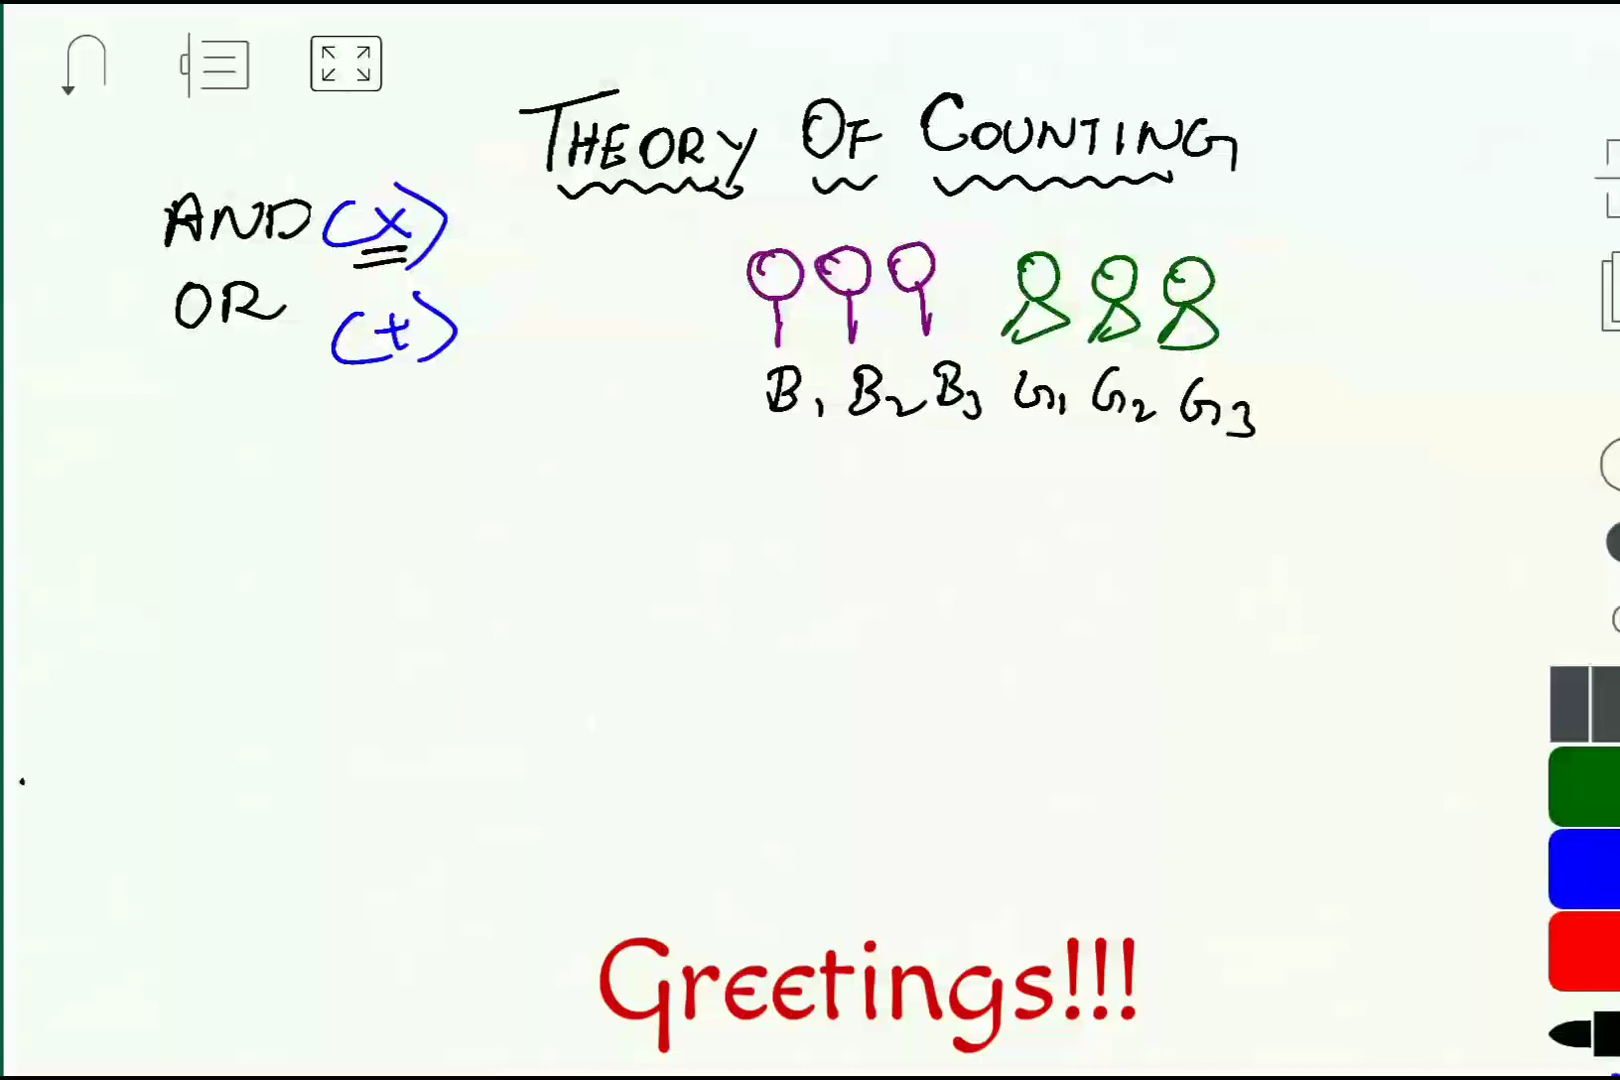 THEORY OF COUNTING
AND (x)
OR (+)
B1 B2 B3 G1 G2 G3
Greetings!!!